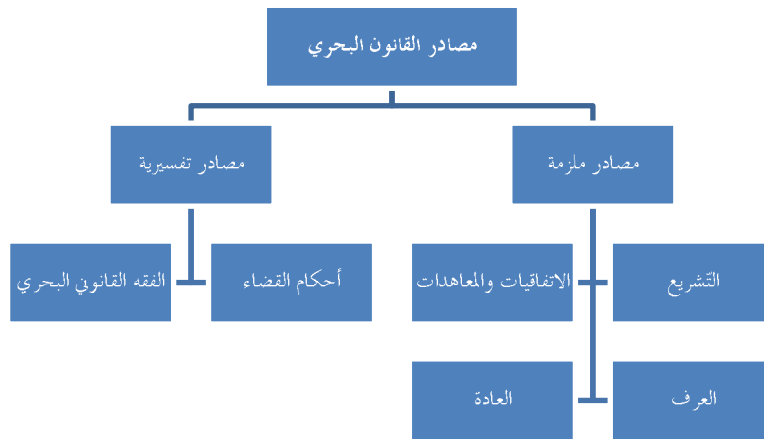 مصادر القانون البحري
مصادر ملزمة
مصادر تفسيرية
التّشريع
الاتفاقيات والمعاهدات
أحكام القضاء
الفقه القانوني البحري
العرف
العادة